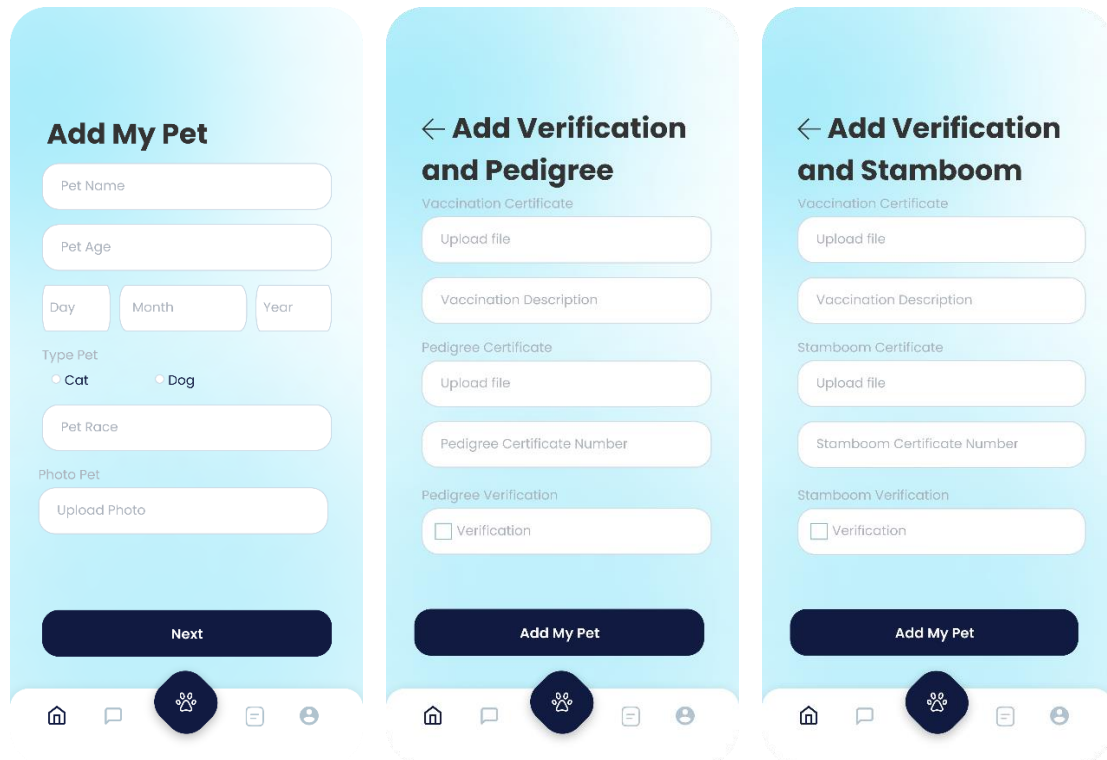 Add My Pet
Pet Name
Pet Age
Day Month Year
Type Pet
Cat Dog
Pet Race
Photo Pet
Upload Photo
Next
Add Verification
and Pedigree
Vaccination Certificate
Upload file
Vaccination Description
Pedigree Certificate
Upload file
Pedigree Certificate Number
Pedigree Verification
Verification
Add My Pet
Add Verification
and Stamboom
Vaccination Certificate
Upload file
Vaccination Description
Stamboom Certificate
Upload file
Stamboom Certificate Number
Stamboom Verification
Verification
Add My Pet